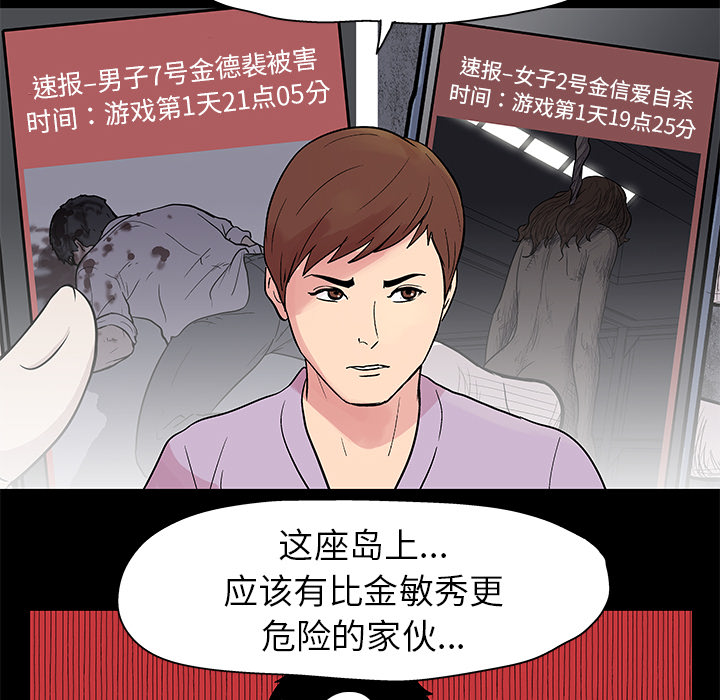 速报–男子7号金德裴被害
时间：游戏第1天21点05分
速报–女子2号金信爱自杀
时间：游戏第1天19点25分
这座岛上...
应该有比金敏秀更
危险的家伙...